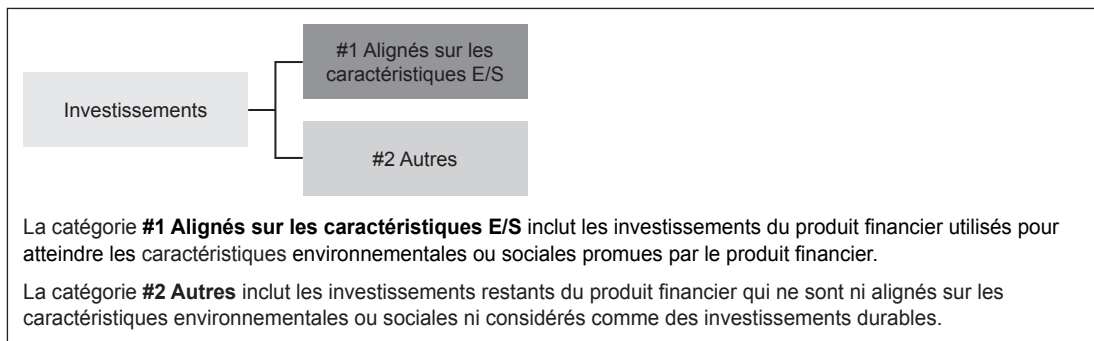 #1 Alignés sur les
caractéristiques E/S
Investissements
#2 Autres
La catégorie #1 Alignés sur les caractéristiques E/S inclut les investissements du produit financier utilisés pour
atteindre les caractéristiques environnementales ou sociales promues par le produit financier.
La catégorie #2 Autres inclut les investissements restants du produit financier qui ne sont ni alignés sur les
caractéristiques environnementales ou sociales ni considérés comme des investissements durables.